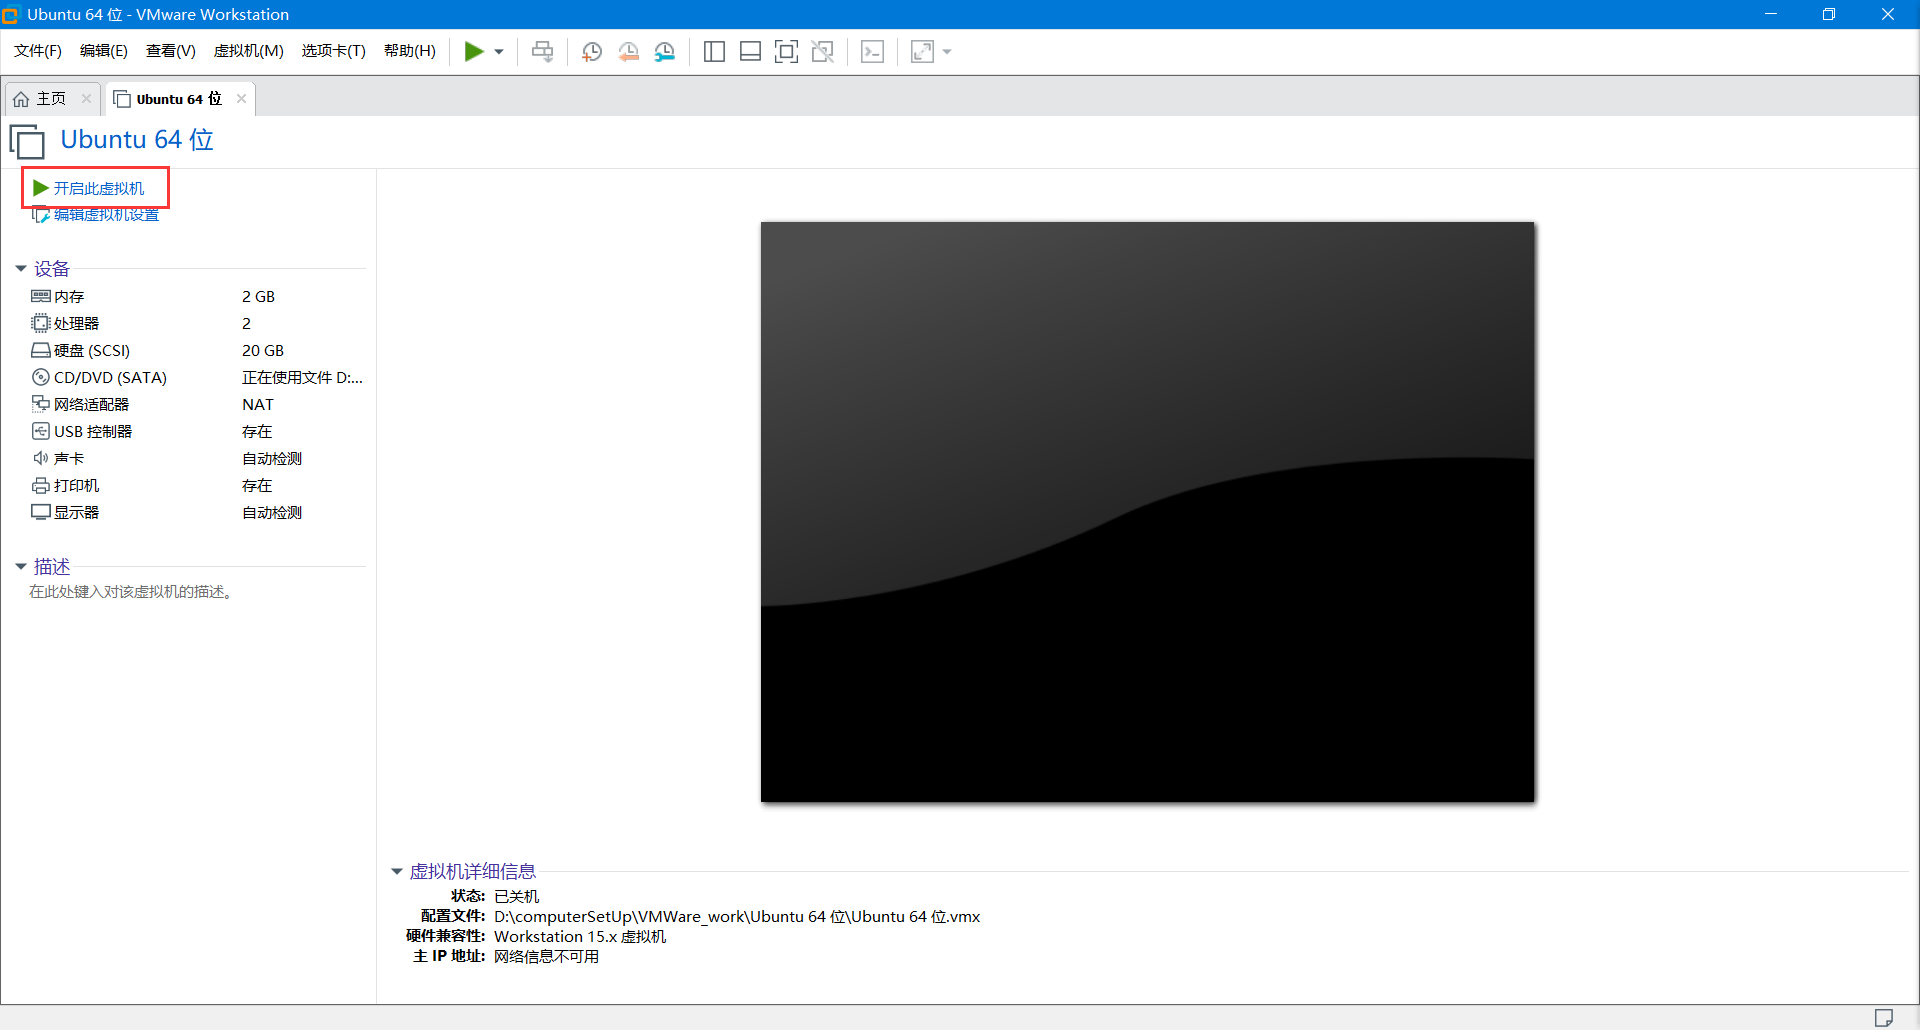 Ubuntu 64 位 - VMware Workstation
文件(F) 编辑(E) 查看(V) 虚拟机(M) 选项卡(T) 帮助(H)
主页 Ubuntu 64 位
Ubuntu 64 位
开启此虚拟机
编辑虚拟机设置
设备
内存 2 GB
处理器 2
硬盘 (SCSI) 20 GB
CD/DVD (SATA) 正在使用文件 D:...
网络适配器 NAT
USB 控制器 存在
声卡 自动检测
打印机 存在
显示器 自动检测
描述
在此处键入对该虚拟机的描述。
虚拟机详细信息
状态: 已关机
配置文件: D:\computerSetUp\VMWare_work\Ubuntu 64 位\Ubuntu 64 位.vmx
硬件兼容性: Workstation 15.x 虚拟机
主 IP 地址: 网络信息不可用